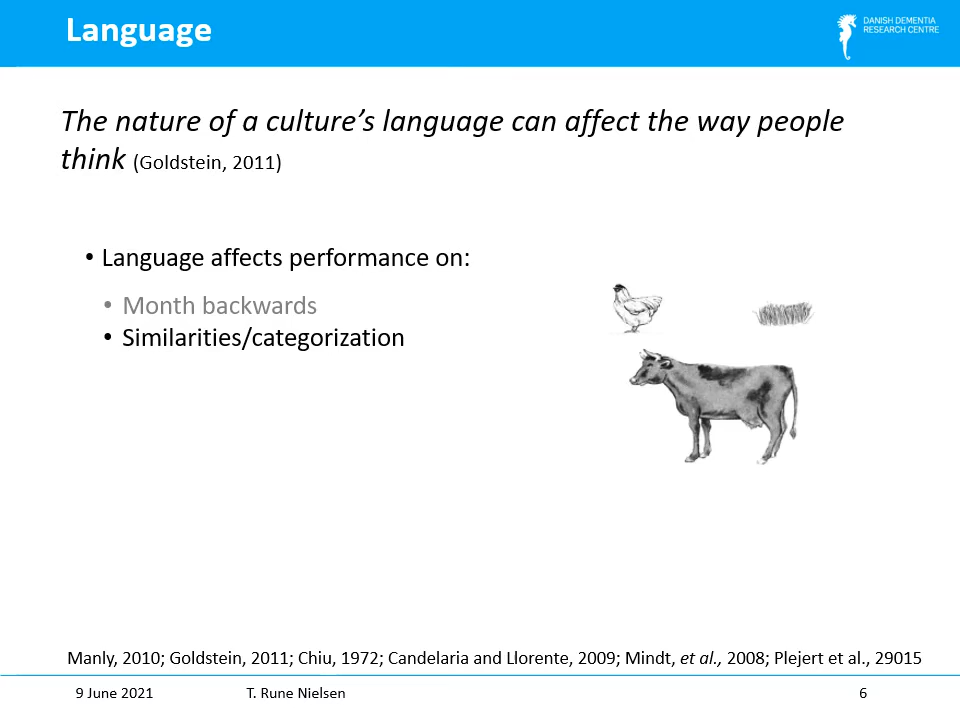 Language
DANISH DEMENTIA
RESEARCH CENTRE
The nature of a culture’s language can affect the way people
think (Goldstein, 2011)
• Language affects performance on:
• Month backwards
• Similarities/categorization
Manly, 2010; Goldstein, 2011; Chiu, 1972; Candelaria and Llorente, 2009; Mindt, et al., 2008; Plejert et al., 29015
9 June 2021 T. Rune Nielsen 6